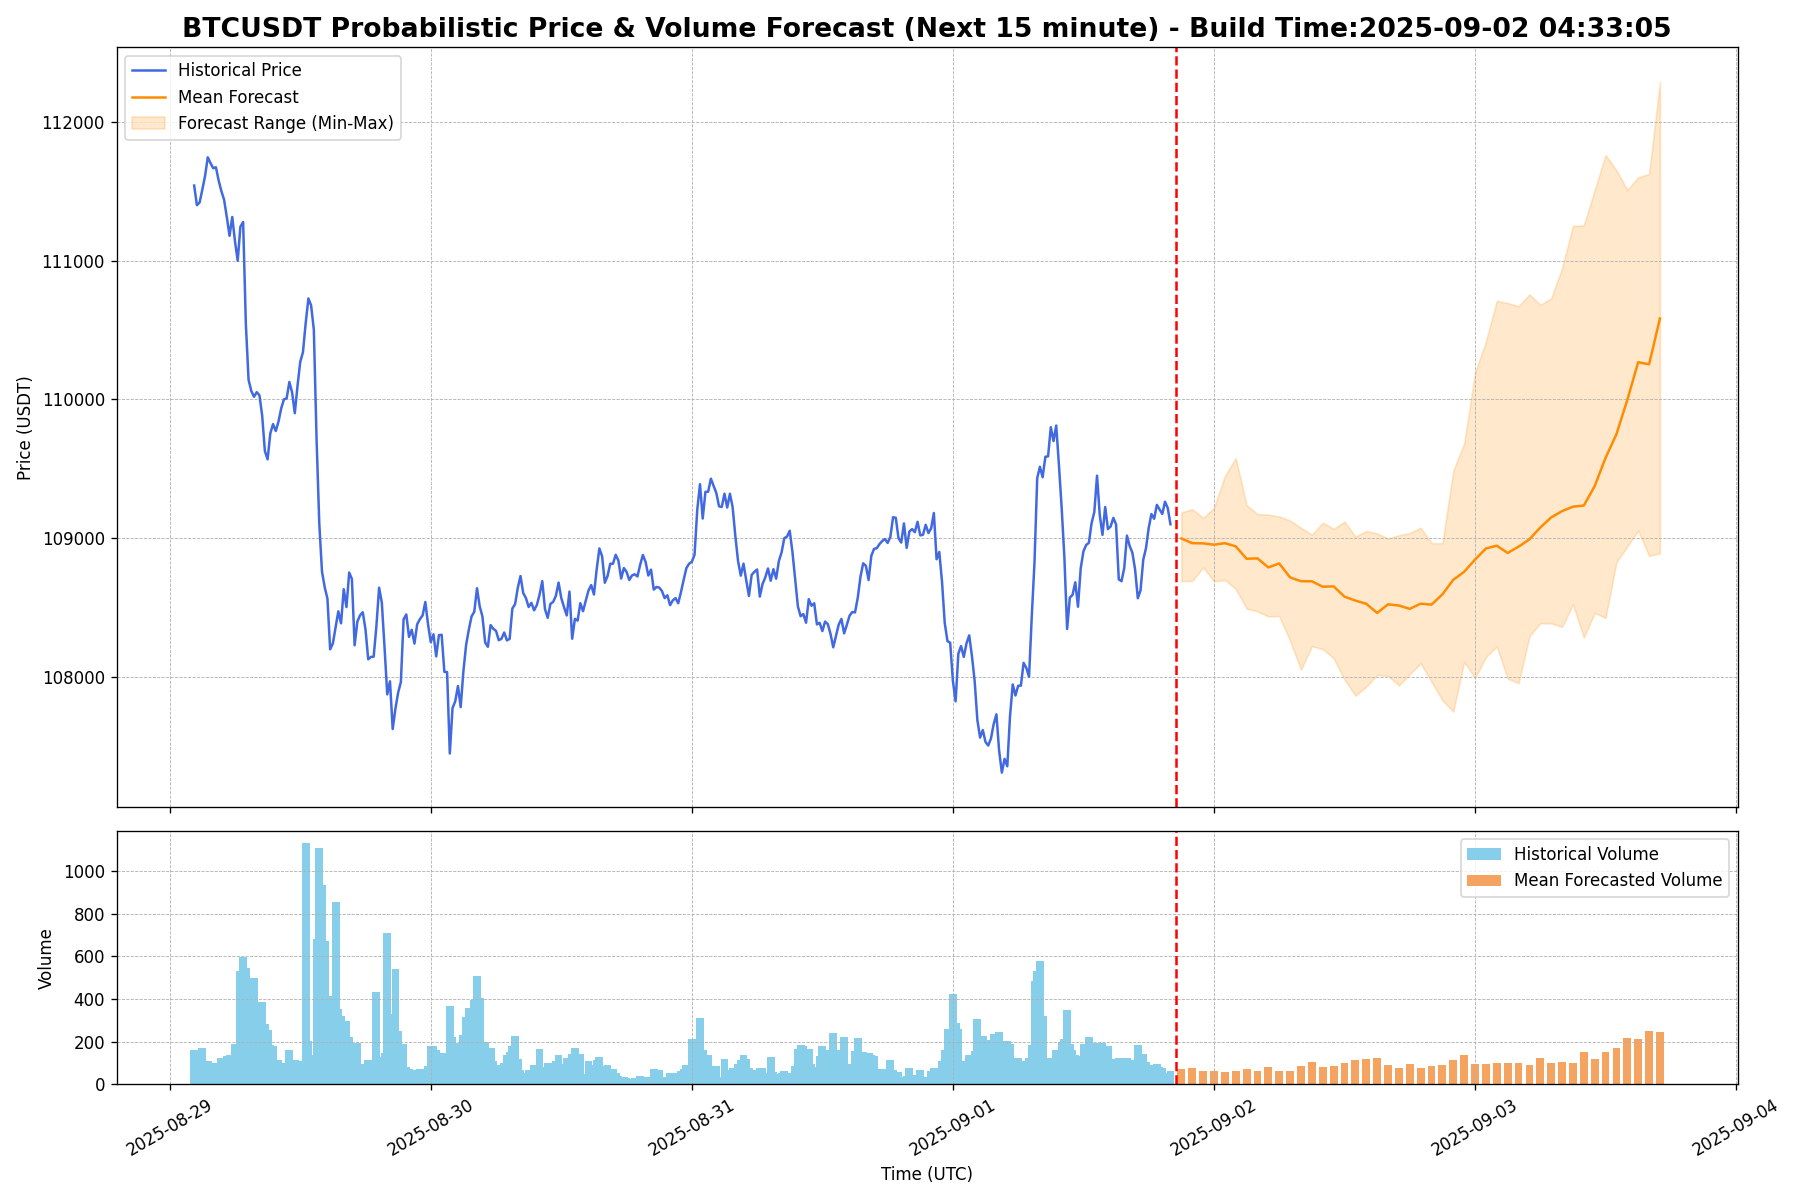 BTCUSDT Probabilistic Price & Volume Forecast (Next 15 minute) - Build Time:2025-09-02 04:33:05
Historical Price
Mean Forecast
Forecast Range (Min-Max)
112000
111000
110000
109000
108000
Price (USDT)
Historical Volume
Mean Forecasted Volume
1000
800
600
400
200
0
Volume
2025-08-29
2025-08-30
2025-08-31
2025-09-01
2025-09-02
2025-09-03
2025-09-04
Time (UTC)